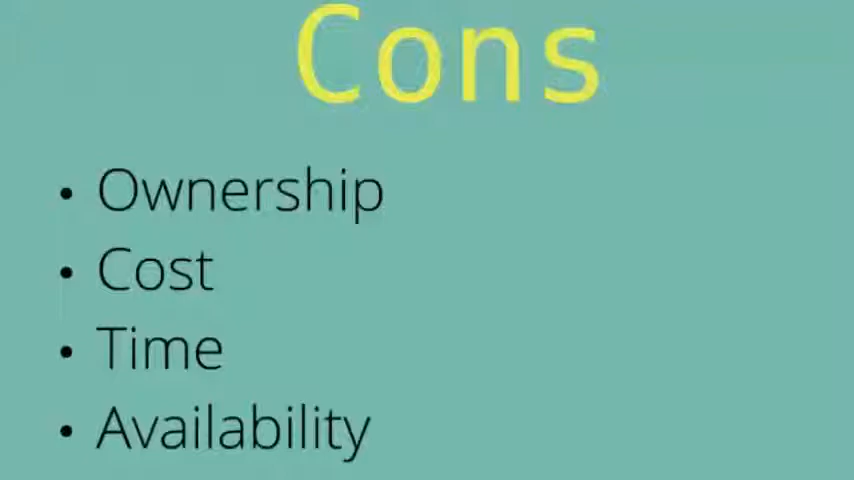 Cons
• Ownership
• Cost
• Time
• Availability